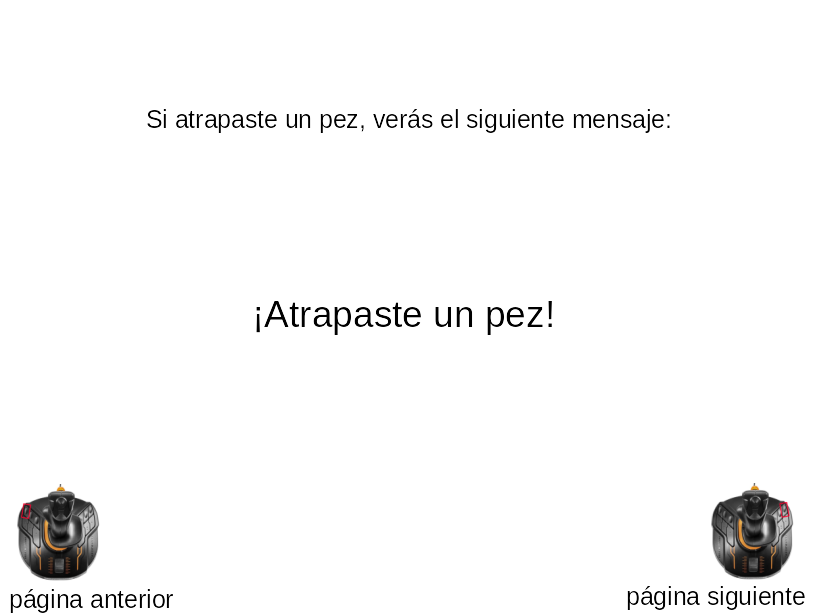 Si atrapaste un pez, verás el siguiente mensaje:
¡Atrapaste un pez!
página anterior
página siguiente